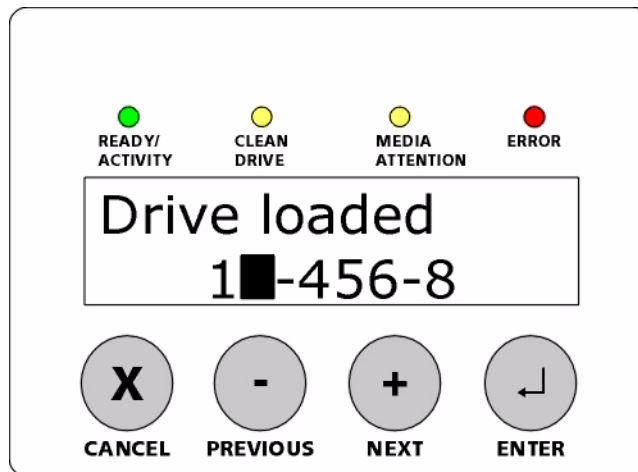 READY/
ACTIVITY
CLEAN
DRIVE
MEDIA
ATTENTION
ERROR
Drive loaded
1█-456-8
X
-
+
CANCEL
PREVIOUS
NEXT
ENTER